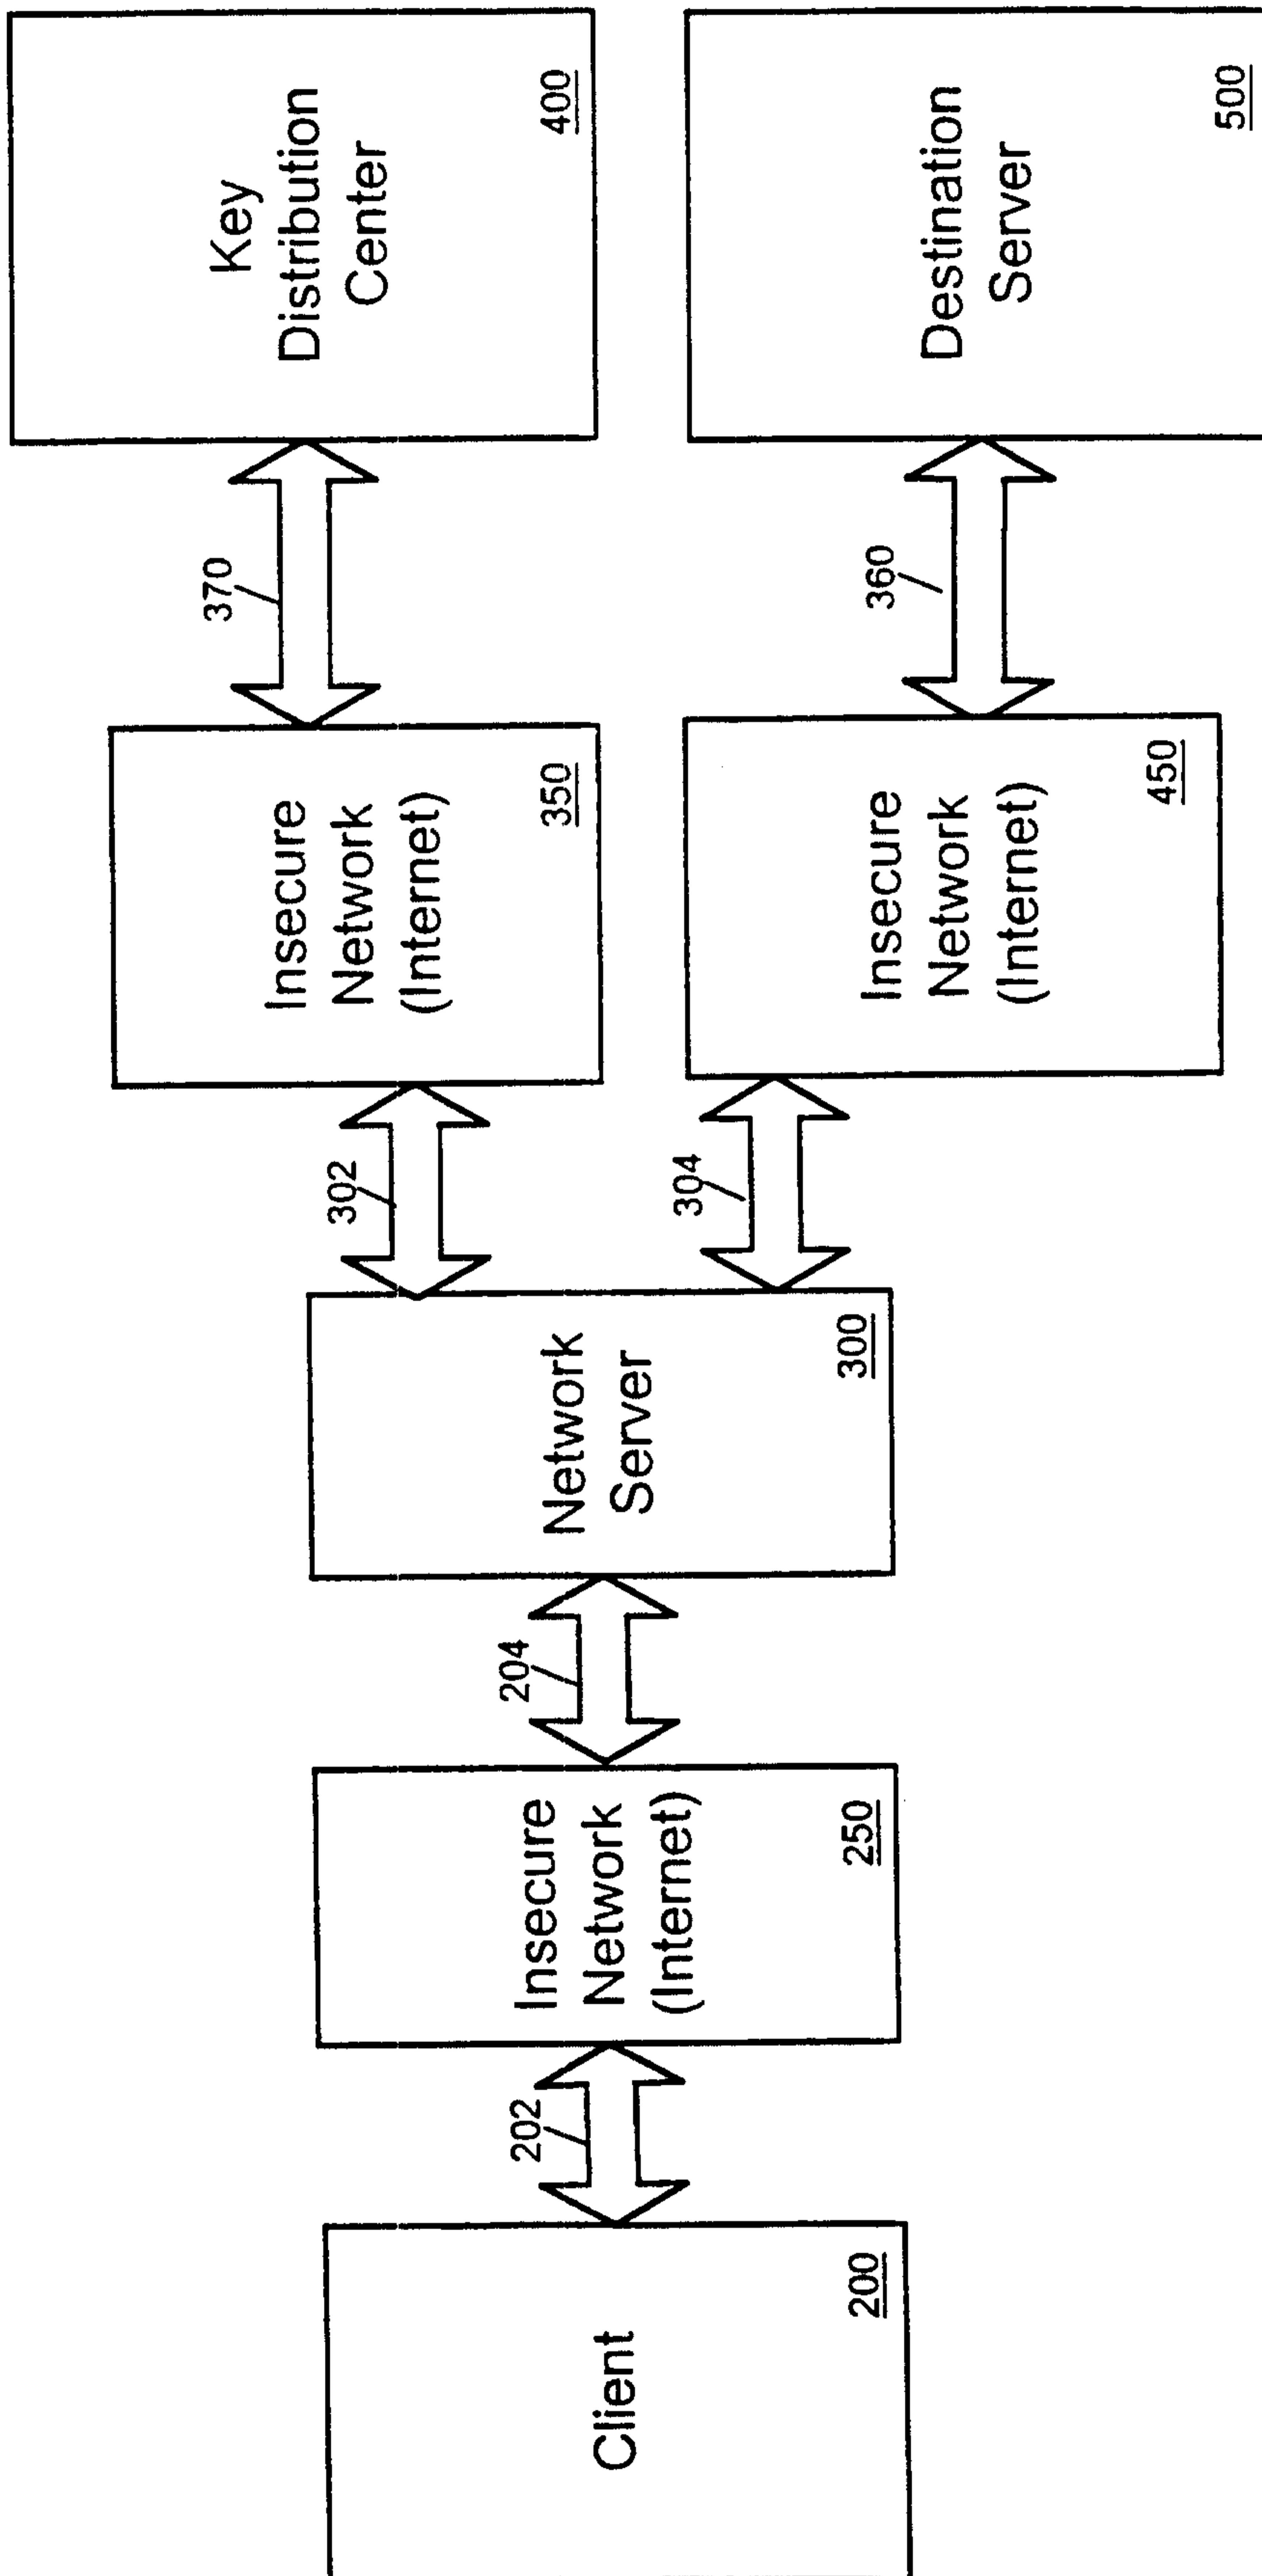 Client
200
202
Insecure
Network
(Internet)
250
204
Network
Server
300
302
Insecure
Network
(Internet)
350
370
Key
Distribution
Center
400
304
Insecure
Network
(Internet)
450
360
Destination
Server
500